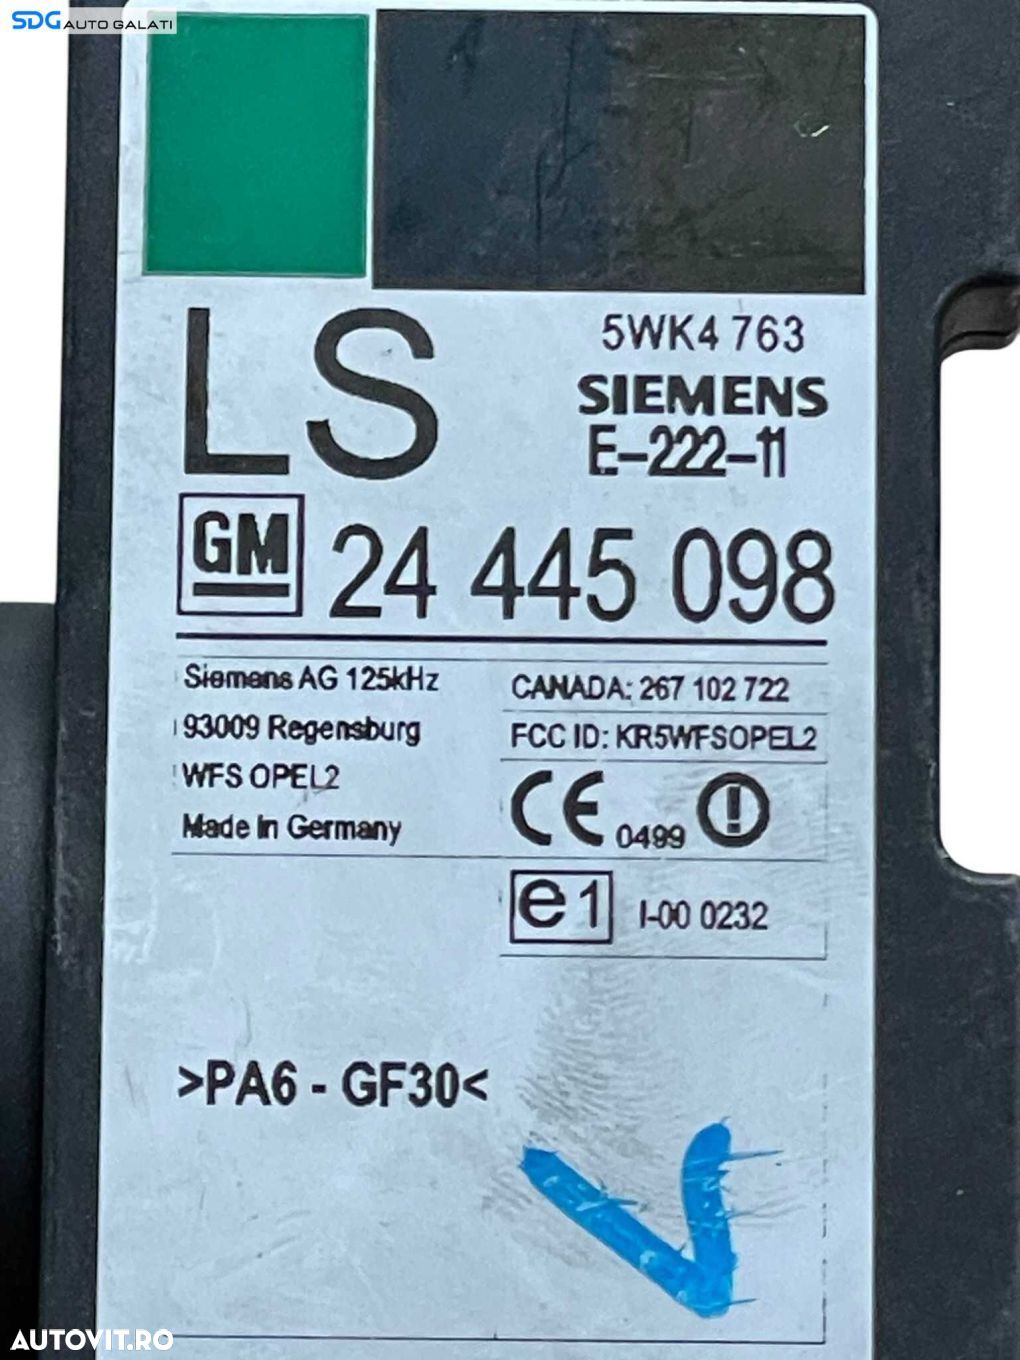 SDG AUTO GALATI
LS
5WK4 763
SIEMENS
E-222-11
GM 24 445 098
Siemens AG 125kHz
93009 Regensburg
WFS OPEL2
Made in Germany
CANADA: 267 102 722
FCC ID: KR5WFSOPEL2
CE 0499
e1 I-00 0232
>PA6 - GF30<
AUTOVIT.RO